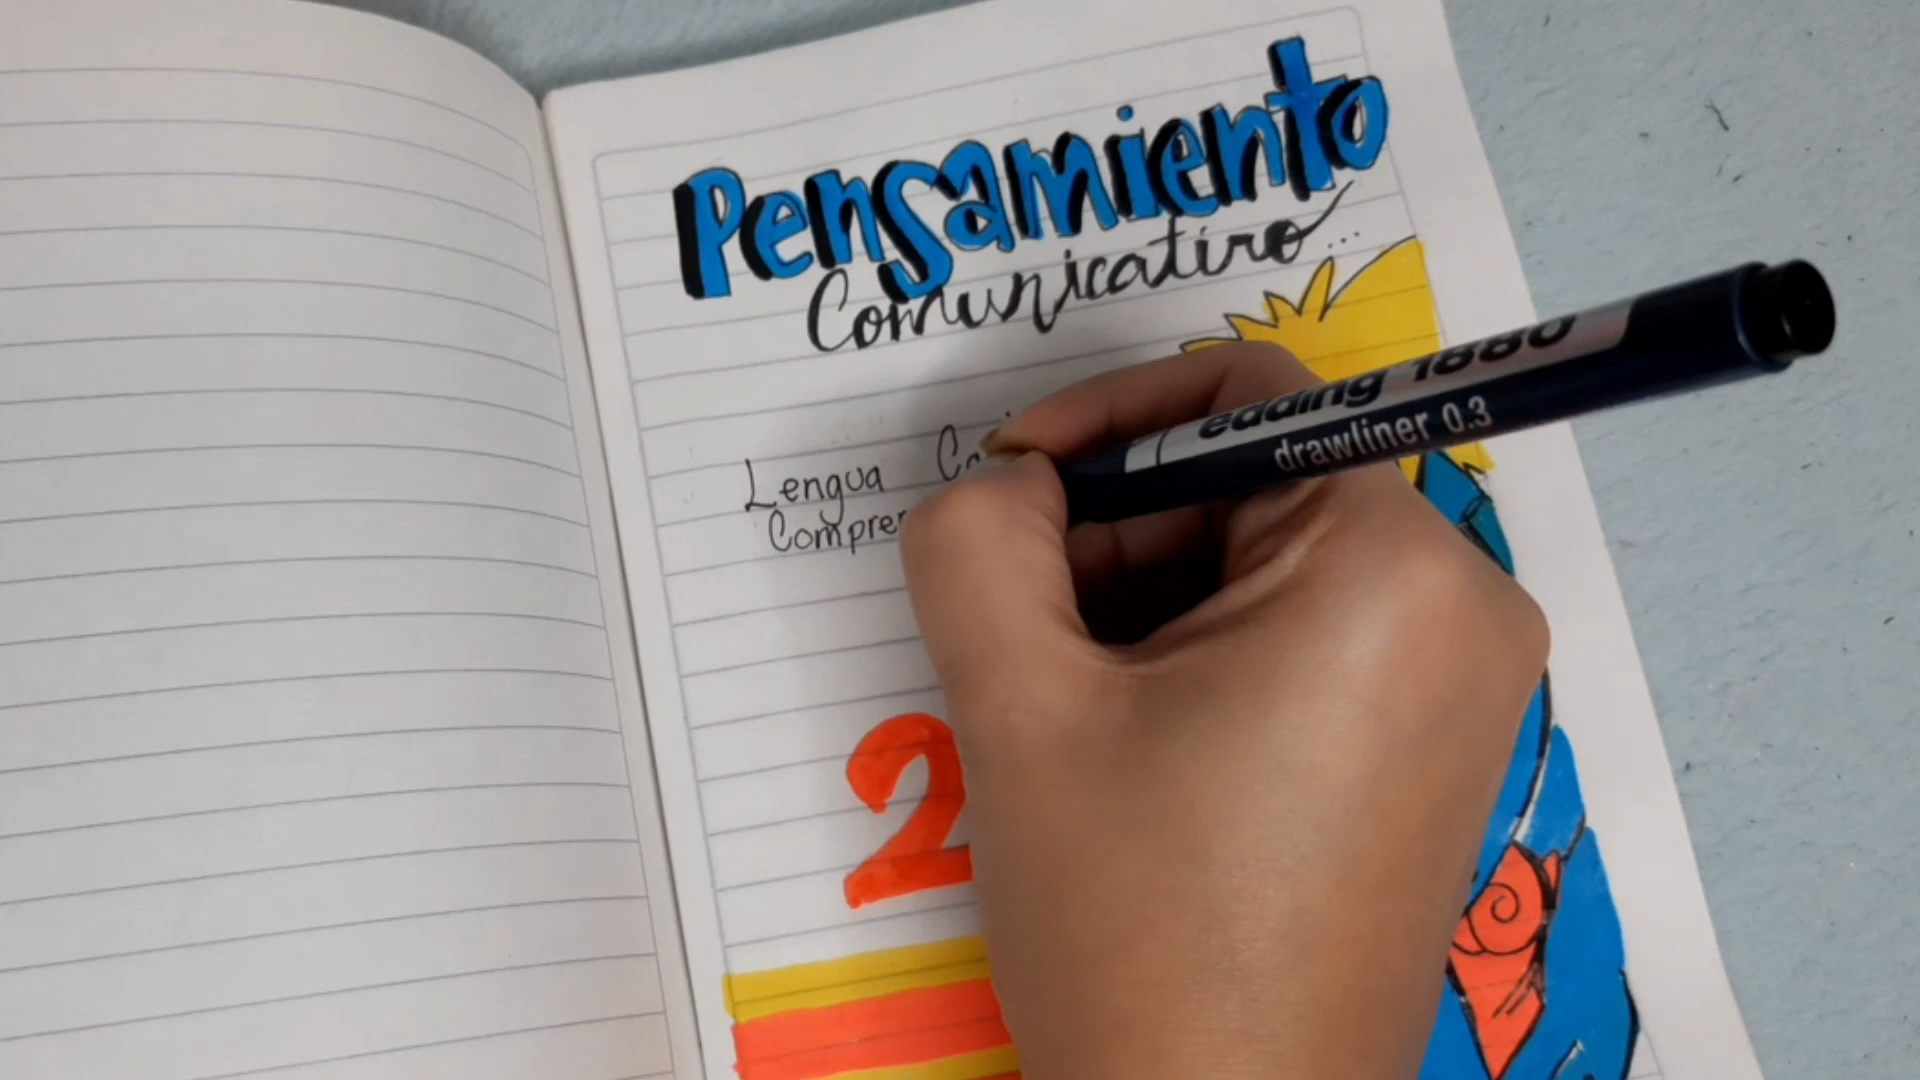 Pensamiento
Comunicativo...
Lengua
2
edding 1880
drawliner 0.3